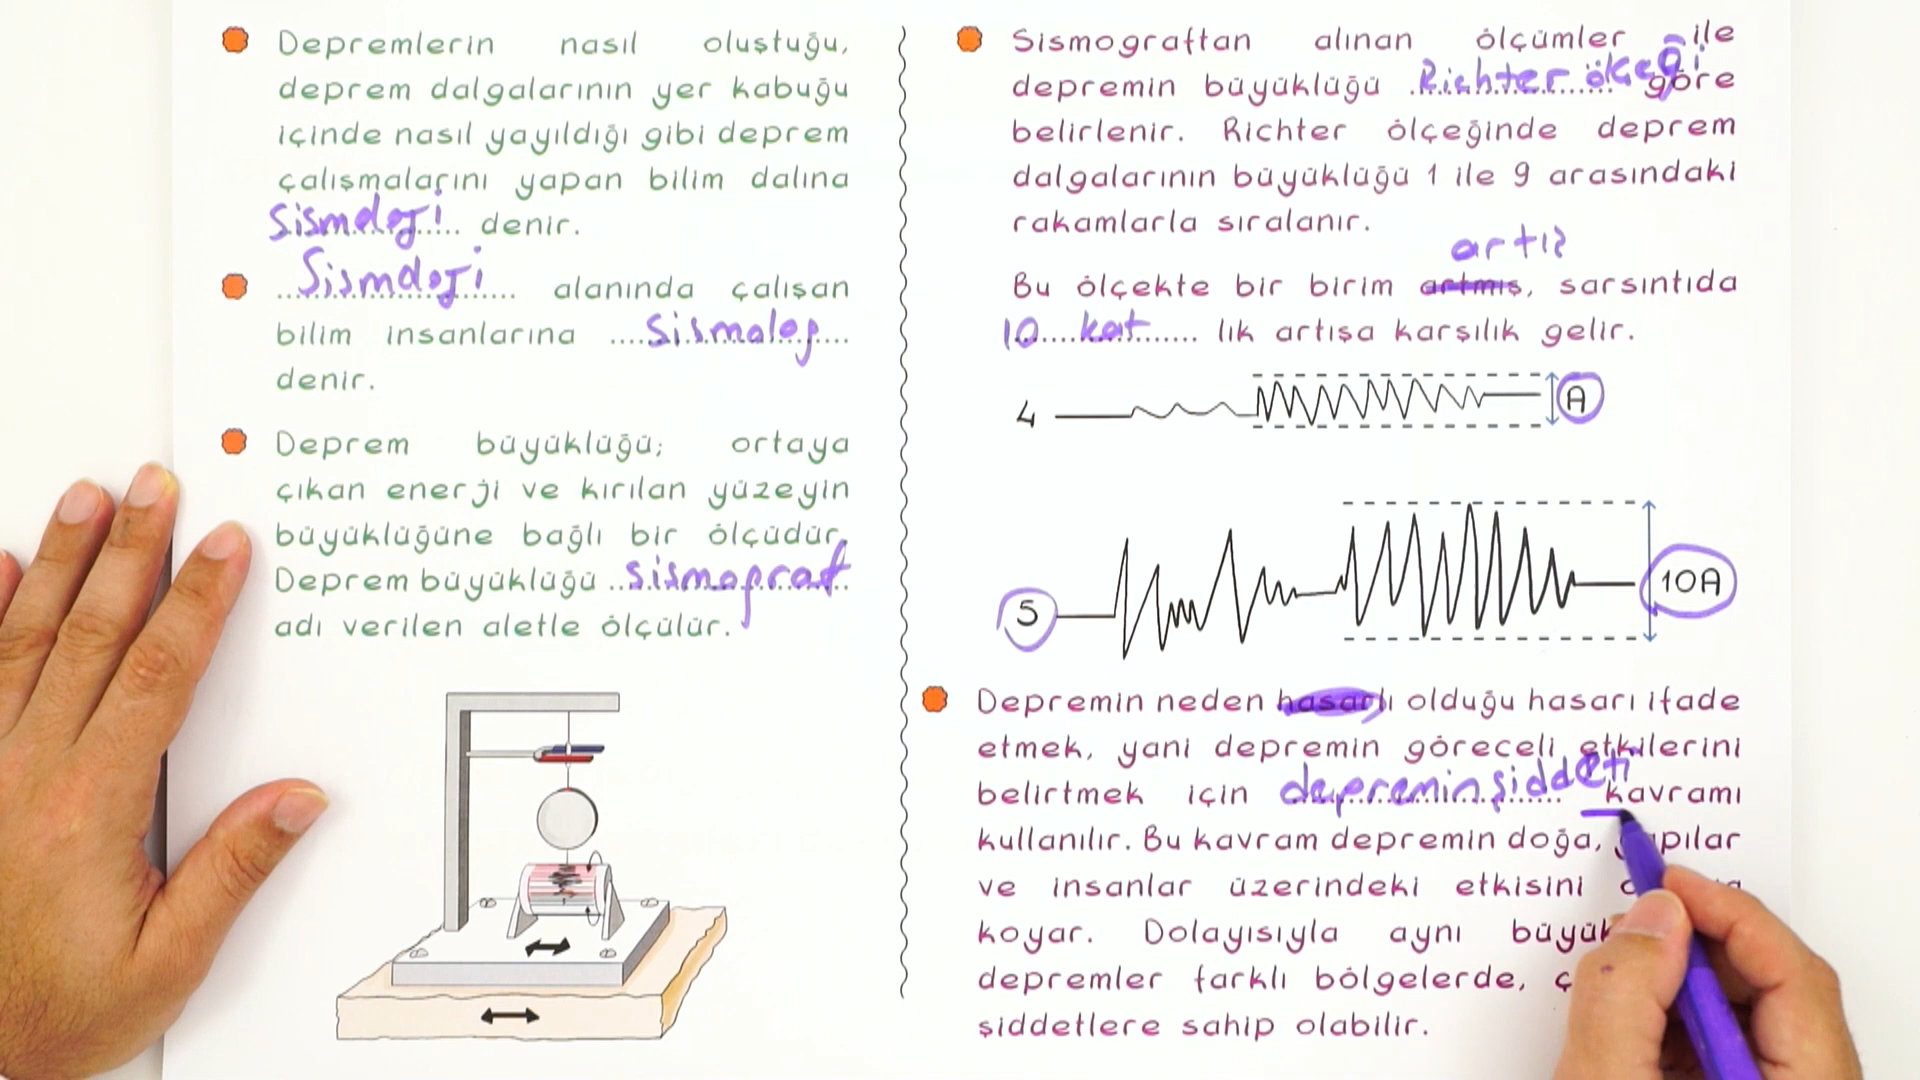 Depremlerin nasıl oluştuğu,
deprem dalgalarının yer kabuğu
içinde nasıl yayıldığı gibi deprem
çalışmalarını yapan bilim dalına
Sismoloji denir.
Sismoloji alanında çalışan
bilim insanlarına Sismolog
denir.
Deprem büyüklüğü; ortaya
çıkan enerji ve kırılan yüzeyin
büyüklüğüne bağlı bir ölçüdür.
Deprem büyüklüğü sismograf
adı verilen aletle ölçülür.
Sismograftan alınan ölçümler ile
depremin büyüklüğü Richter ölçeği göre
belirlenir. Richter ölçeğinde deprem
dalgalarının büyüklüğü 1 ile 9 arasındaki
rakamlarla sıralanır.
artış
Bu ölçekte bir birim artmış, sarsıntıda
10 kat lık artışa karşılık gelir.
4 A
5 10A
Depremin neden hasarlı olduğu hasarı ifade
etmek, yani depremin göreceli etkilerini
belirtmek için depremin şiddeti kavramı
kullanılır. Bu kavram depremin doğa,
ve insanlar üzerindeki etkisini
koyar. Dolayısıyla aynı
depremler farklı bölgelerde,
şiddetlere sahip olabilir.